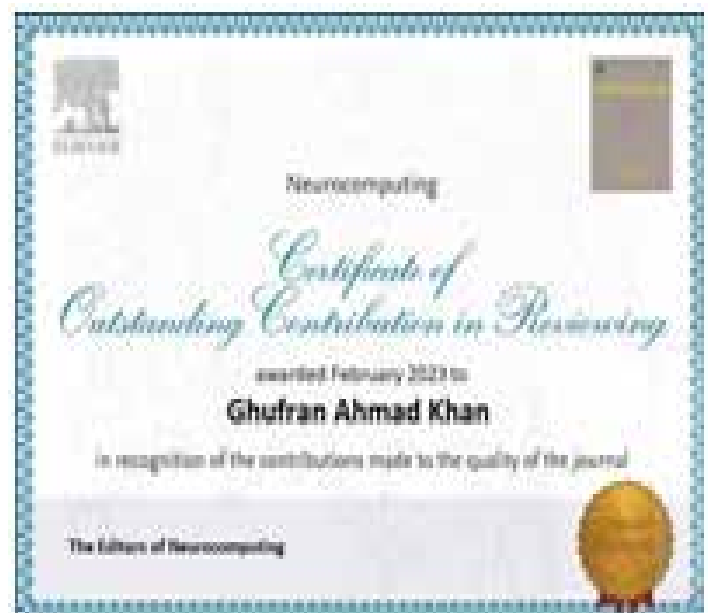 ELSEVIER
Neurocomputing
Certificate of
Outstanding Contribution in Reviewing
awarded February 2023 to
Ghufran Ahmad Khan
in recognition of the contributions made to the quality of the journal
The Editors of Neurocomputing